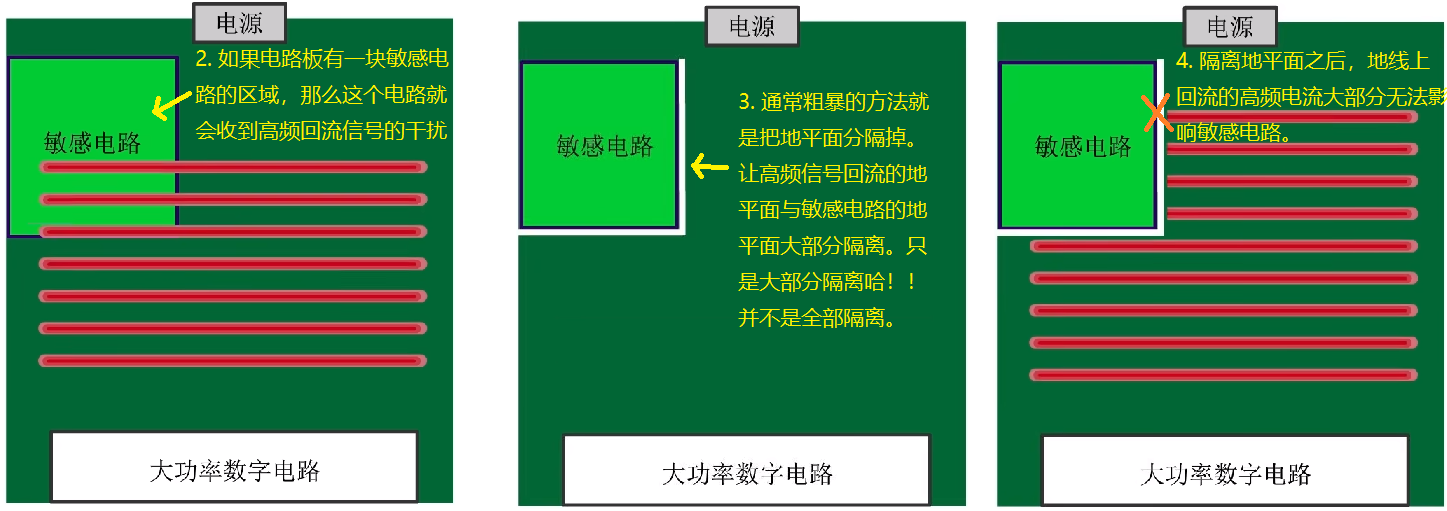 电源
2. 如果电路板有一块敏感电
路的区域，那么这个电路就
会收到高频回流信号的干扰
敏感电路
大功率数字电路
电源
3. 通常粗暴的方法就
是把地平面分隔掉。
让高频信号回流的地
平面与敏感电路的地
平面大部分隔离。只
是大部分隔离哈！！
并不是全部隔离。
敏感电路
大功率数字电路
电源
4. 隔离地平面之后，地线上
回流的高频电流大部分无法影
响敏感电路。
敏感电路
大功率数字电路